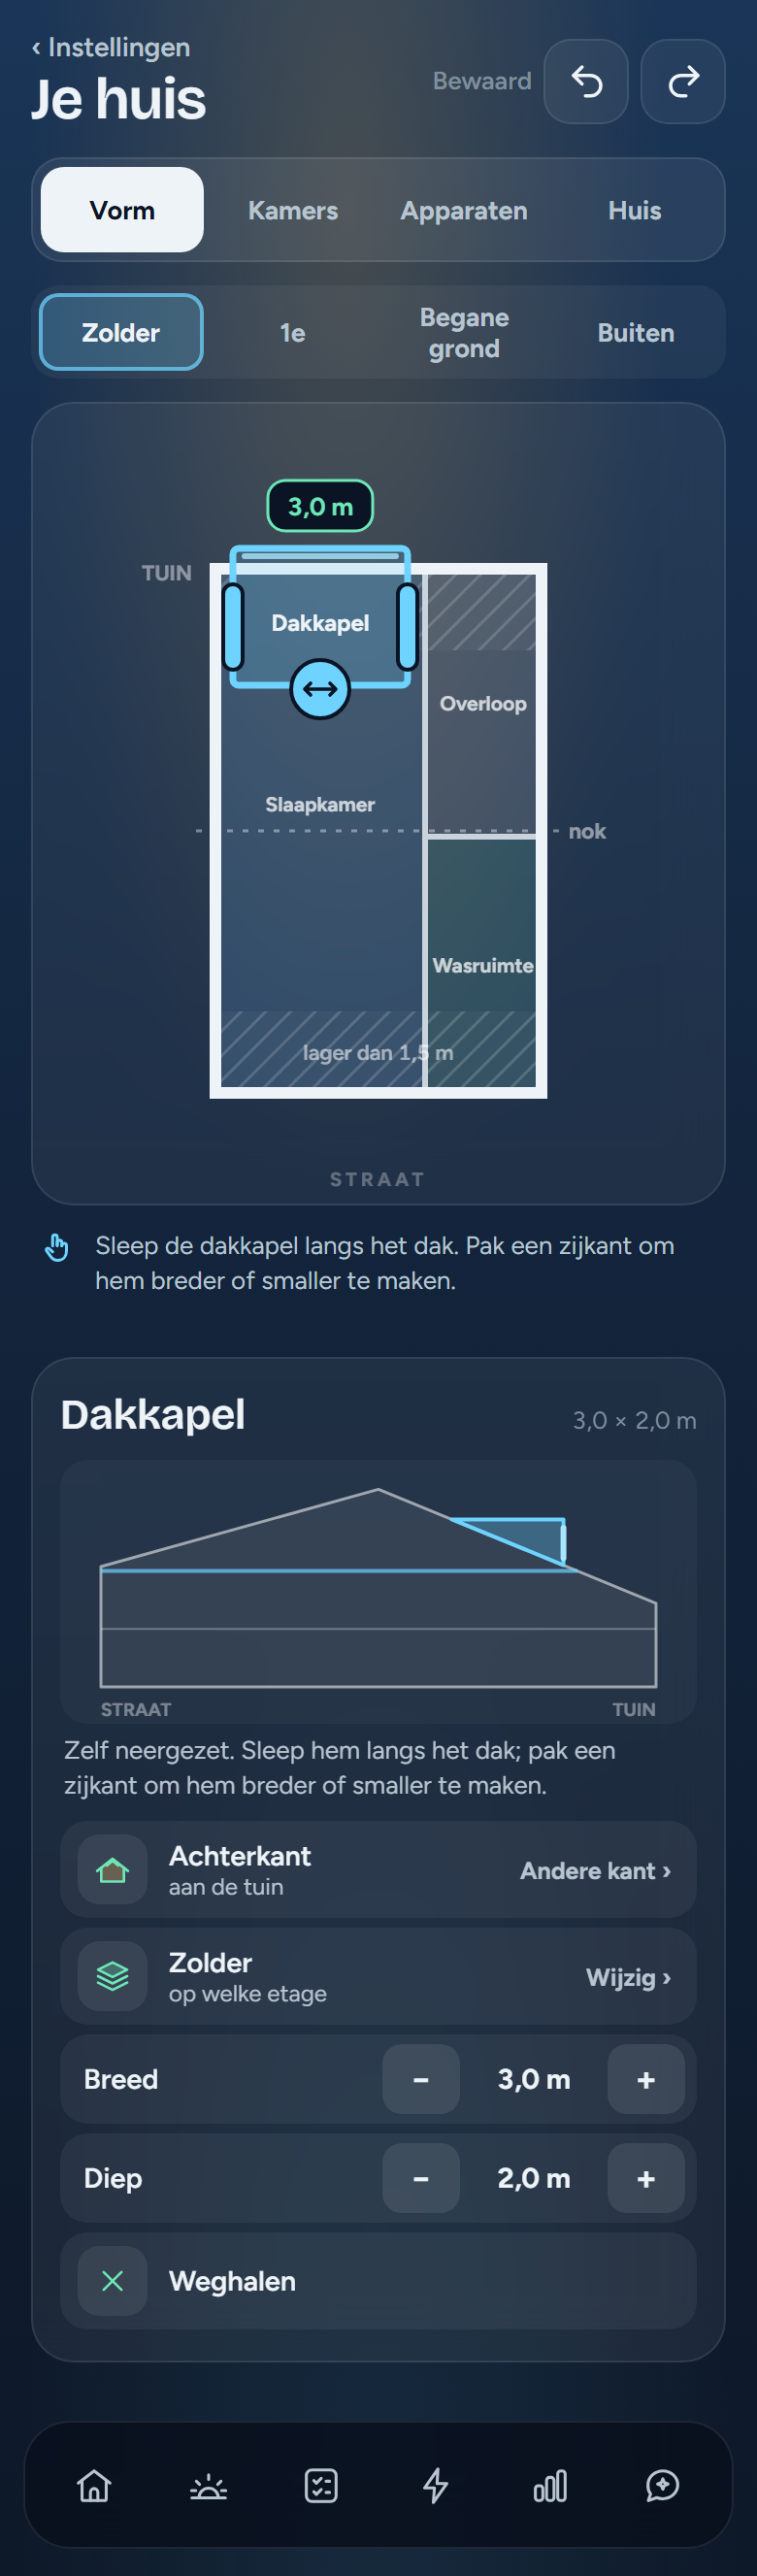 ‹ Instellingen
Je huis
Bewaard
Vorm
Kamers
Apparaten
Huis
Zolder
1e
Begane
grond
Buiten
3,0 m
TUIN
Dakkapel
Overloop
Slaapkamer
nok
Wasruimte
lager dan 1,5 m
STRAAT
Sleep de dakkapel langs het dak. Pak een zijkant om
hem breder of smaller te maken.
Dakkapel
3,0 × 2,0 m
STRAAT
TUIN
Zelf neergezet. Sleep hem langs het dak; pak een
zijkant om hem breder of smaller te maken.
Achterkant
aan de tuin
Andere kant ›
Zolder
op welke etage
Wijzig ›
Breed
−
3,0 m
+
Diep
−
2,0 m
+
Weghalen